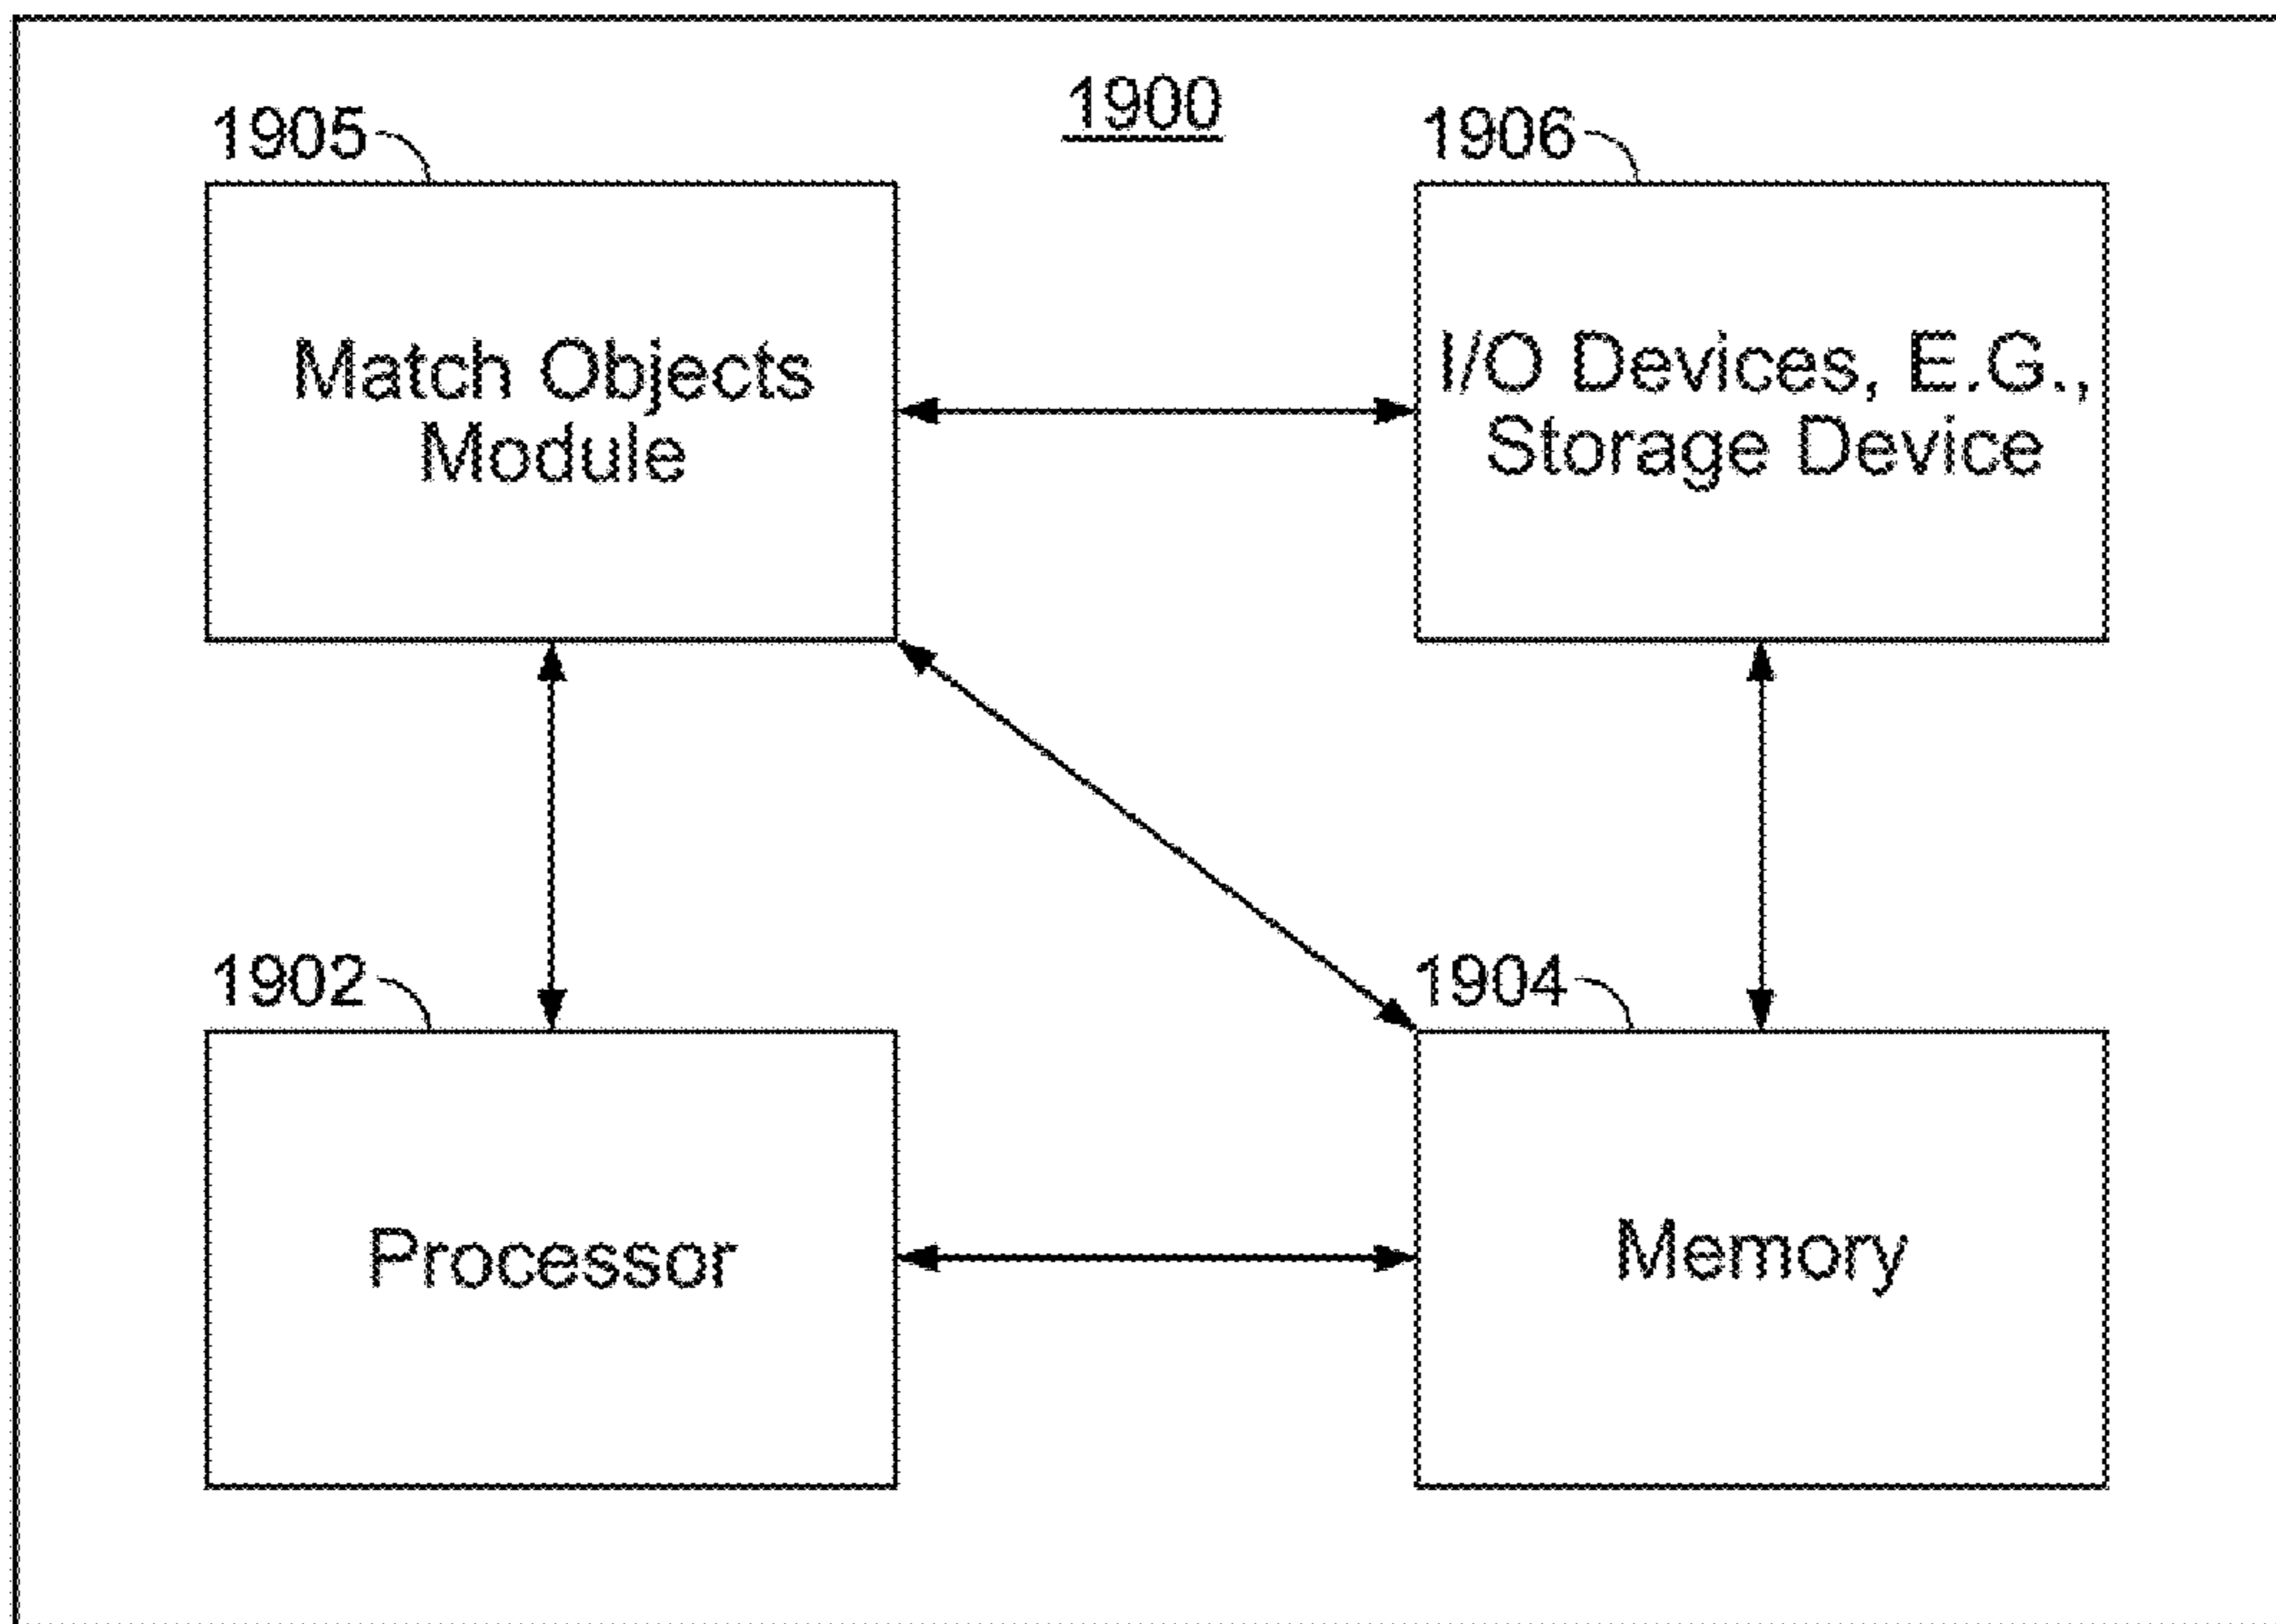 1900
1905
1906
Match Objects
Module
I/O Devices, E.G.,
Storage Device
1902
1904
Processor
Memory